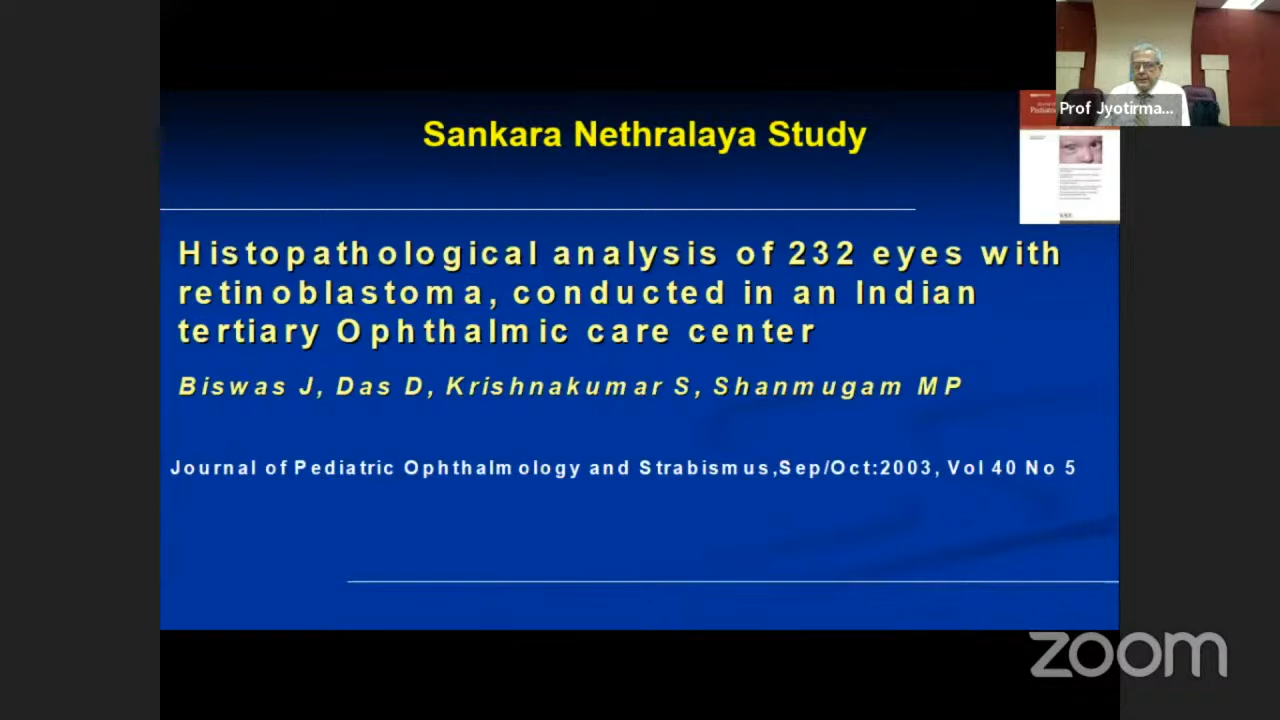 Sankara Nethralaya Study
Prof Jyotirma...
Histopathological analysis of 232 eyes with
retinoblastoma, conducted in an Indian
tertiary Ophthalmic care center
Biswas J, Das D, Krishnakumar S, Shanmugam MP
Journal of Pediatric Ophthalmology and Strabismus,Sep/Oct:2003, Vol 40 No 5
zoom